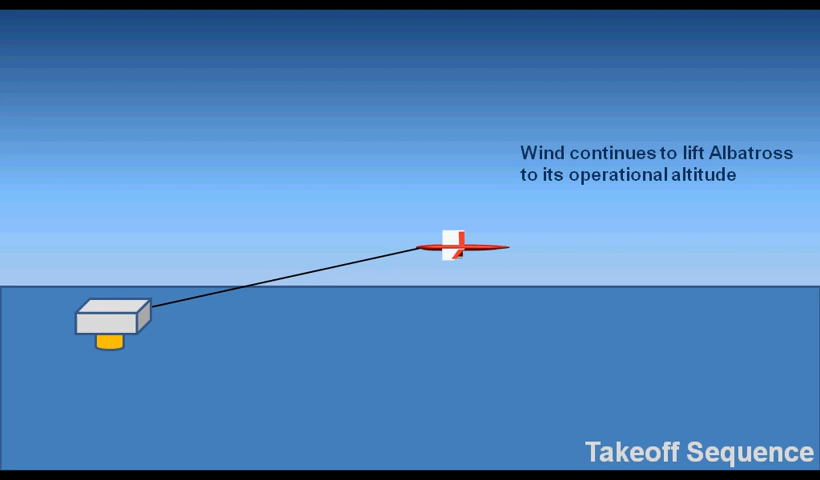 Wind continues to lift Albatross
to its operational altitude
Takeoff Sequence